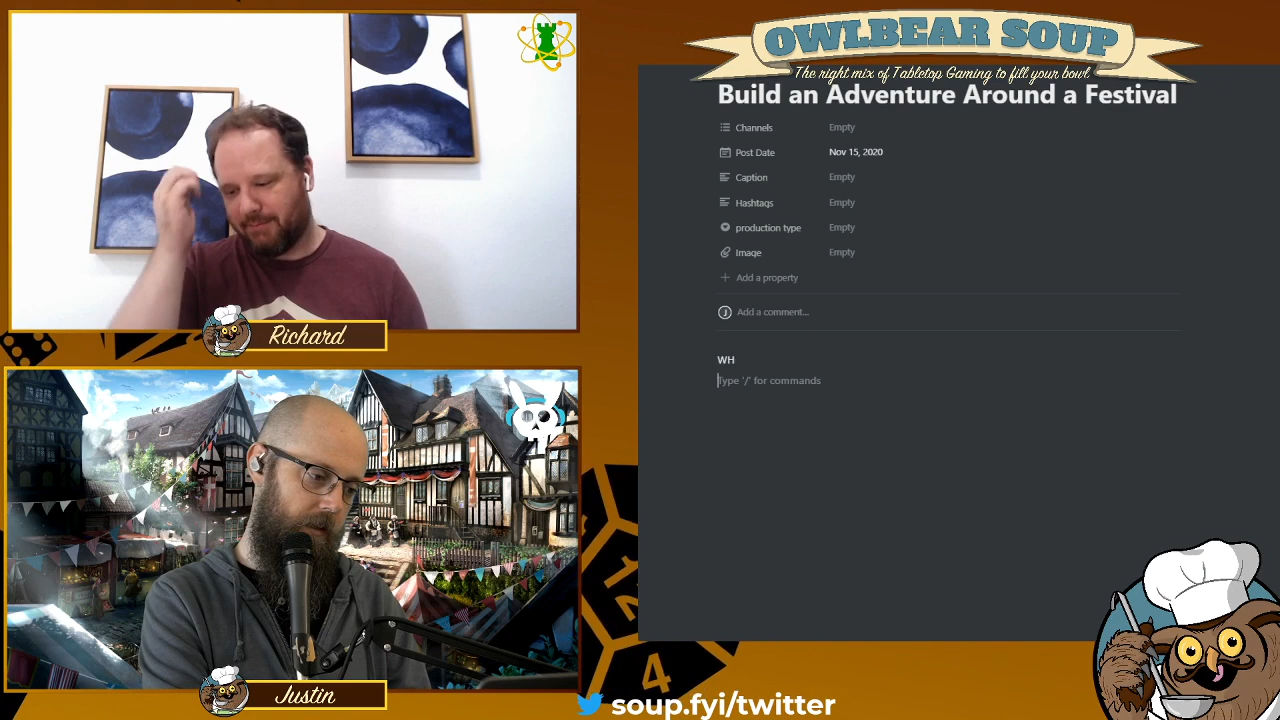 OWLBEAR SOUP
The right mix of Tabletop Gaming to fill your bowl
Build an Adventure Around a Festival
Channels Empty
Post Date Nov 15, 2020
Caption Empty
Hashtags Empty
production type Empty
Image Empty
+ Add a property
J Add a comment...
WH
Type '/' for commands
Richard
Justin
12
4
soup.fyi/twitter